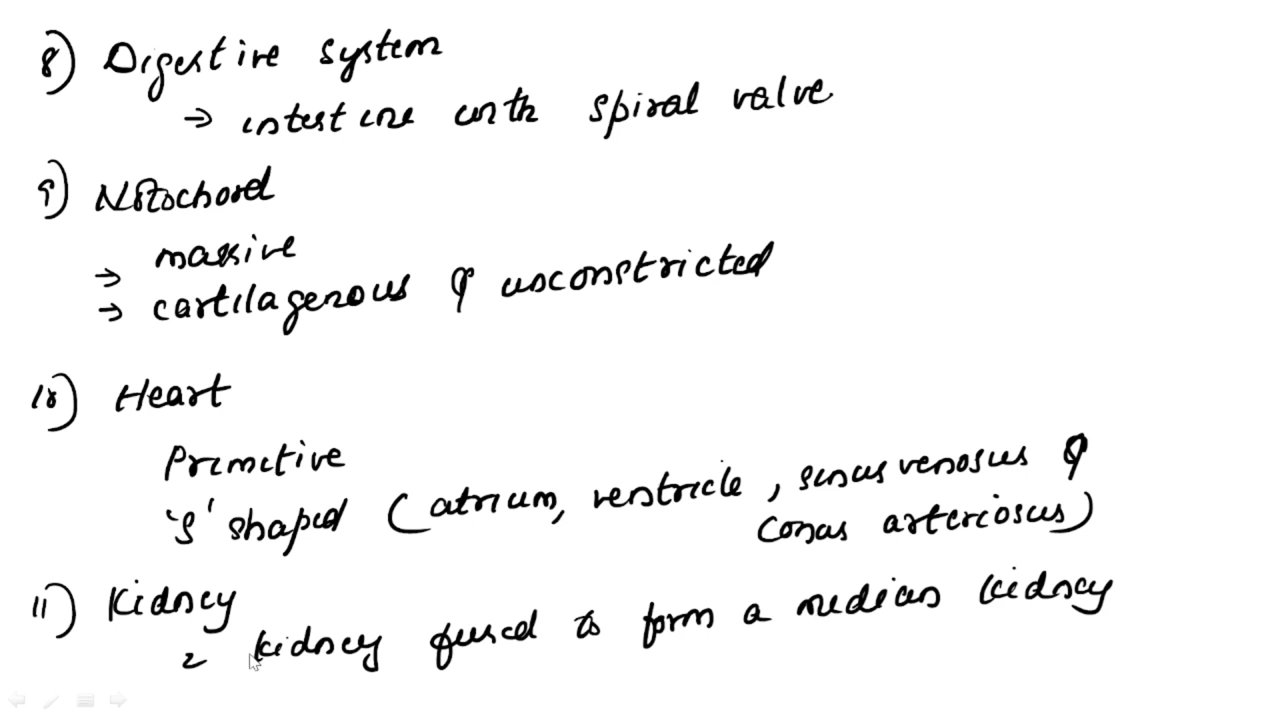 8) Digestive system
→ intestine with spiral valve
9) Notochord
→ massive
→ cartilagenous & unconstricted
10) Heart
Primitive
'S' shaped (atrium, ventricle, sinus venosus &
conus arteriosus)
11) Kidney
2 kidney fused to form a median kidney